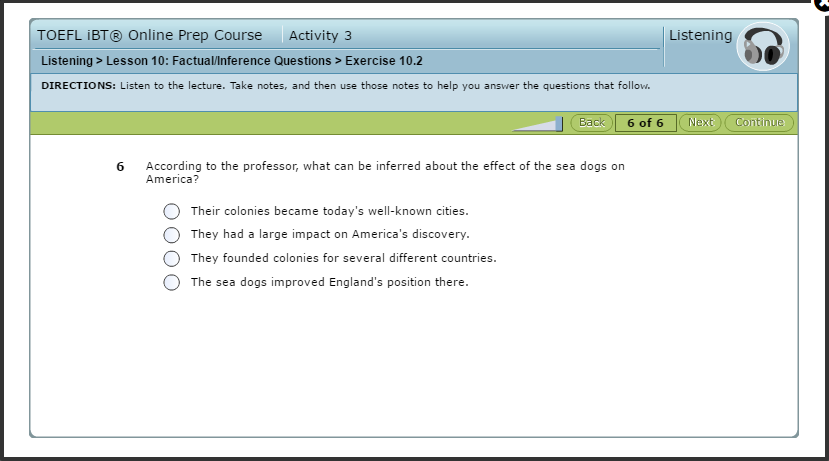 TOEFL iBT® Online Prep Course Activity 3 Listening
Listening > Lesson 10: Factual/Inference Questions > Exercise 10.2
DIRECTIONS: Listen to the lecture. Take notes, and then use those notes to help you answer the questions that follow.
Back 6 of 6 Next Continue
6 According to the professor, what can be inferred about the effect of the sea dogs on
America?
Their colonies became today's well-known cities.
They had a large impact on America's discovery.
They founded colonies for several different countries.
The sea dogs improved England's position there.